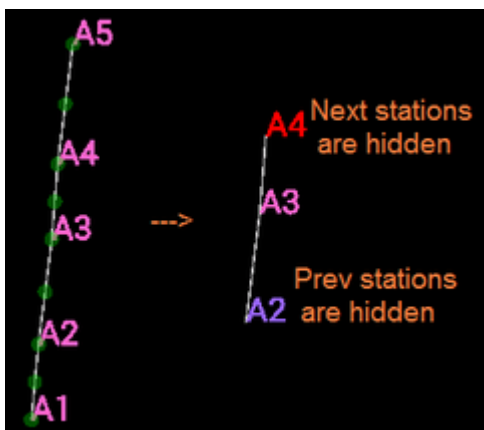 A5
A4
A3
A2
A1
--->
A4 Next stations
are hidden
A3
Prev stations
A2 are hidden